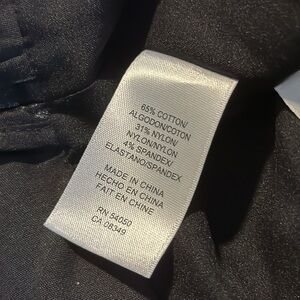 65% COTTON/
ALGODON/COTON
31% NYLON/
NYLON/NYLON
4% SPANDEX/
ELASTANO/SPANDEX
MADE IN CHINA
HECHO EN CHINA
FAIT EN CHINE
RN 54050
CA 08349